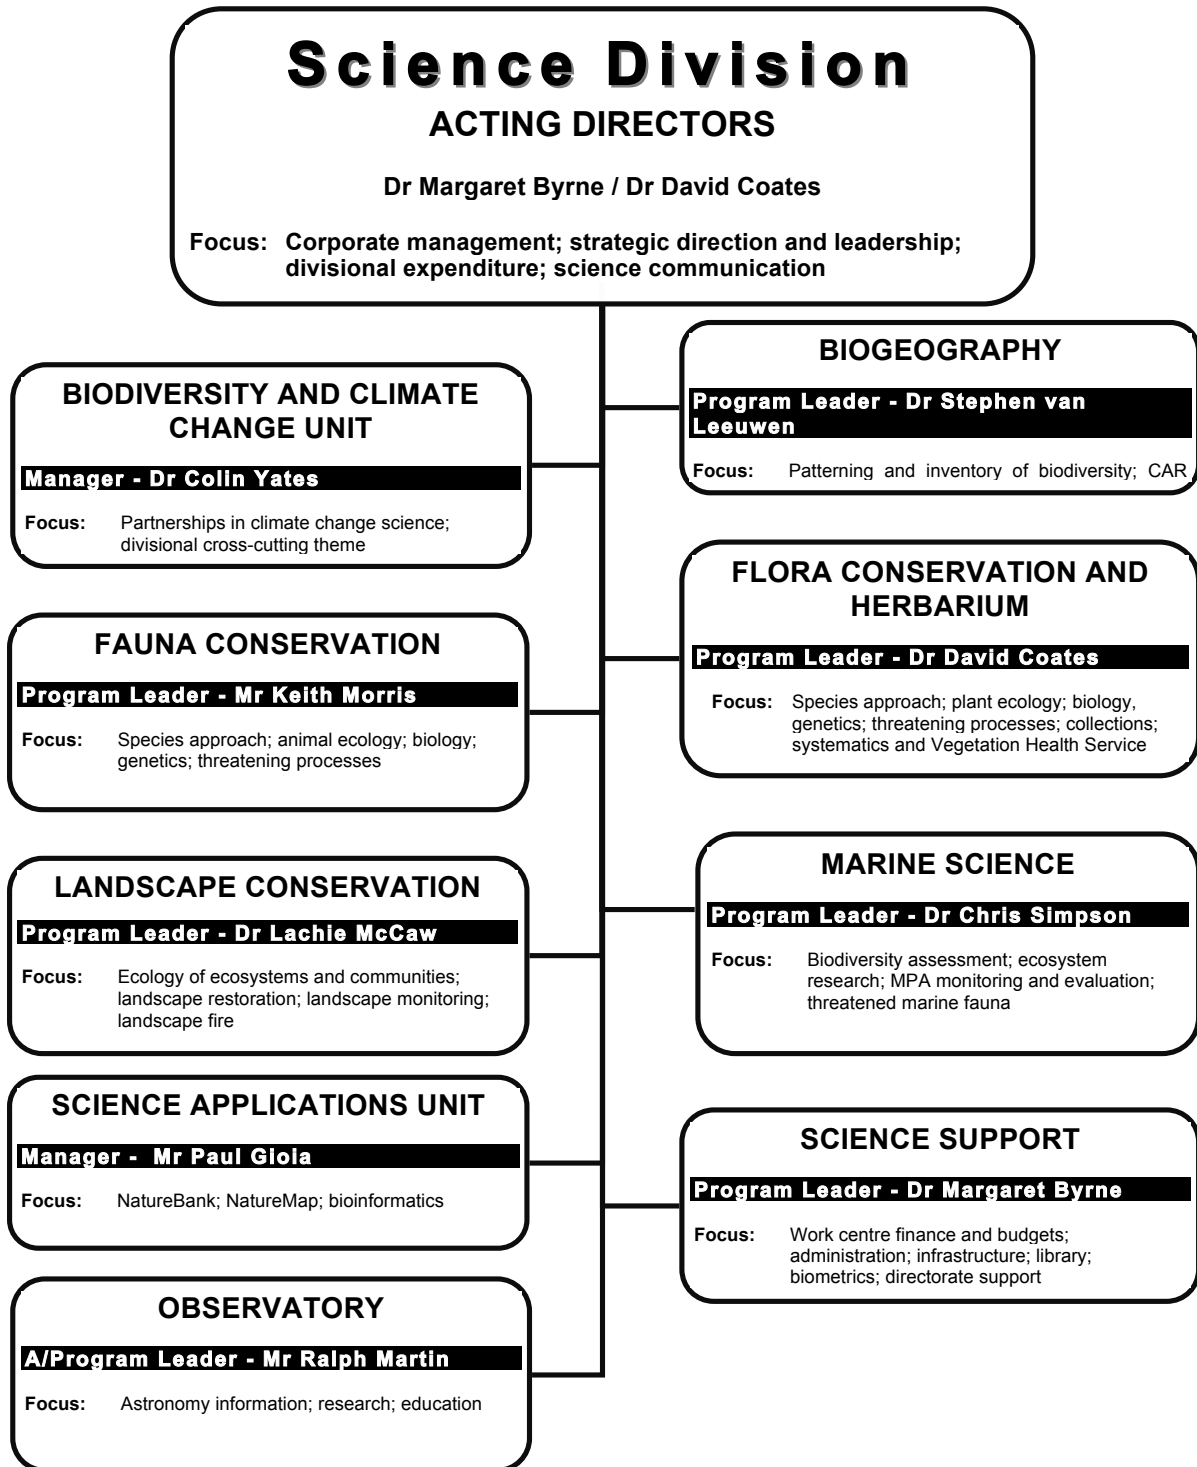 Science Division
ACTING DIRECTORS
Dr Margaret Byrne / Dr David Coates
Focus: Corporate management; strategic direction and leadership;
divisional expenditure; science communication
BIODIVERSITY AND CLIMATE
CHANGE UNIT
Manager - Dr Colin Yates
Focus: Partnerships in climate change science;
divisional cross-cutting theme
FAUNA CONSERVATION
Program Leader - Mr Keith Morris
Focus: Species approach; animal ecology; biology;
genetics; threatening processes
LANDSCAPE CONSERVATION
Program Leader - Dr Lachie McCaw
Focus: Ecology of ecosystems and communities;
landscape restoration; landscape monitoring;
landscape fire
SCIENCE APPLICATIONS UNIT
Manager - Mr Paul Gioia
Focus: NatureBank; NatureMap; bioinformatics
OBSERVATORY
A/Program Leader - Mr Ralph Martin
Focus: Astronomy information; research; education
BIOGEOGRAPHY
Program Leader - Dr Stephen van
Leeuwen
Focus: Patterning and inventory of biodiversity; CAR
FLORA CONSERVATION AND
HERBARIUM
Program Leader - Dr David Coates
Focus: Species approach; plant ecology; biology,
genetics; threatening processes; collections;
systematics and Vegetation Health Service
MARINE SCIENCE
Program Leader - Dr Chris Simpson
Focus: Biodiversity assessment; ecosystem
research; MPA monitoring and evaluation;
threatened marine fauna
SCIENCE SUPPORT
Program Leader - Dr Margaret Byrne
Focus: Work centre finance and budgets;
administration; infrastructure; library;
biometrics; directorate support